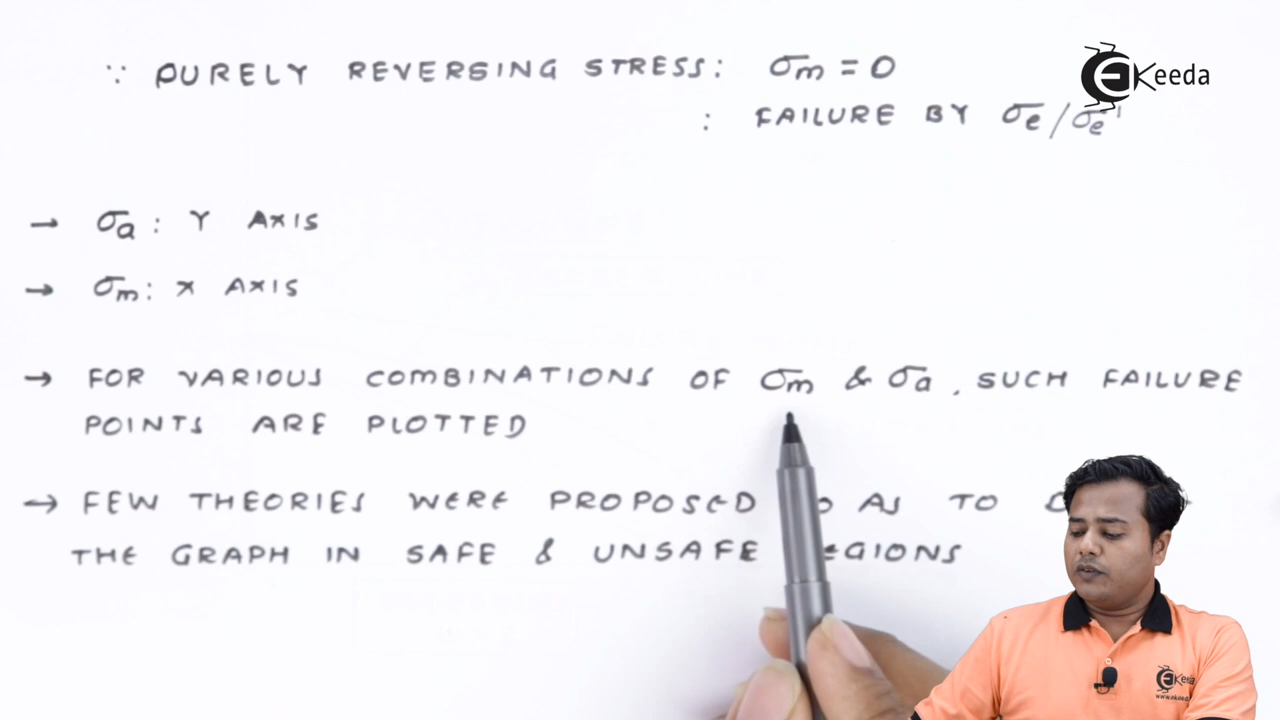 ∵ PURELY REVERSING STRESS: σm = 0
: FAILURE BY σe/σe'
→ σa: Y AXIS
→ σm: X AXIS
→ FOR VARIOUS COMBINATIONS OF σm & σa, SUCH FAILURE
POINTS ARE PLOTTED
→ FEW THEORIES WERE PROPOSED AS TO
THE GRAPH IN SAFE & UNSAFE
EKeeda
EKeeda